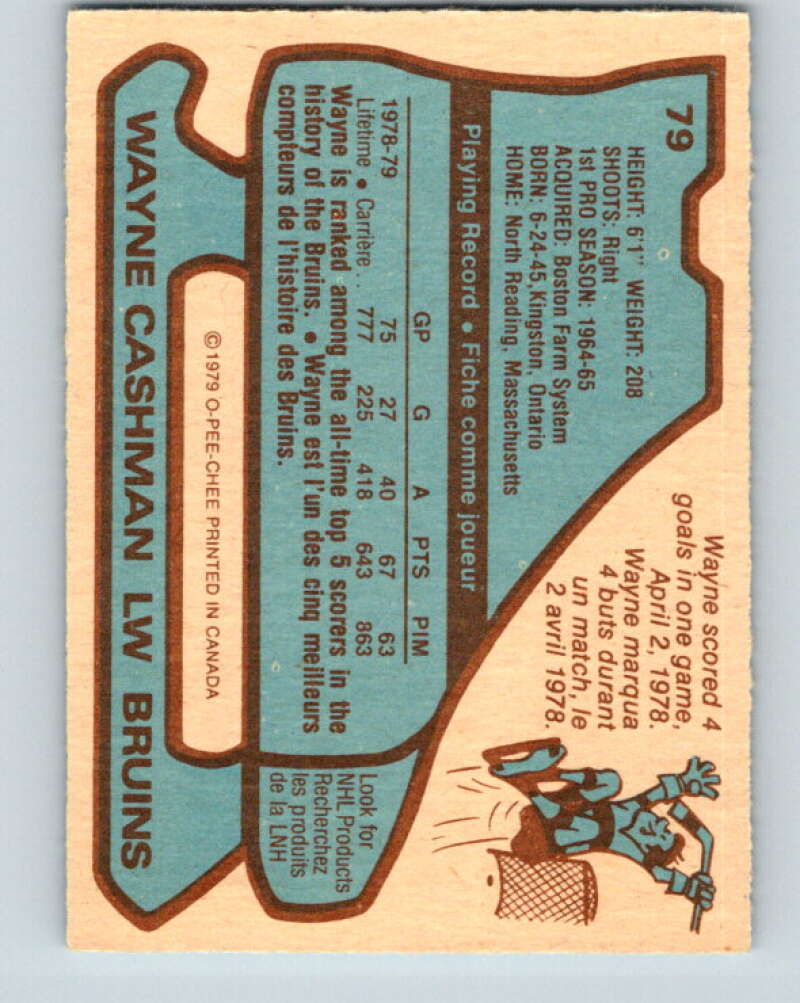 79
HEIGHT: 6'1" WEIGHT: 208
SHOOTS: Right
1st PRO SEASON: 1964-65
ACQUIRED: Boston Farm System
BORN: 6-24-45, Kingston, Ontario
HOME: North Reading, Massachusetts
Wayne scored 4
goals in one game,
April 2, 1978.
Wayne marqua
4 buts durant
un match, le
2 avril 1978.
Playing Record • Fiche comme joueur
GP G A PTS PIM
1978-79 75 27 40 67 63
Lifetime • Carrière . . 777 225 418 643 863
Wayne is ranked among the all-time top 5 scorers in the
history of the Bruins. • Wayne est l'un des cinq meilleurs
compteurs de l'histoire des Bruins.
Look for
NHL Products
Recherchez
les produits
de la LNH
©1979 O-PEE-CHEE PRINTED IN CANADA
WAYNE CASHMAN LW BRUINS